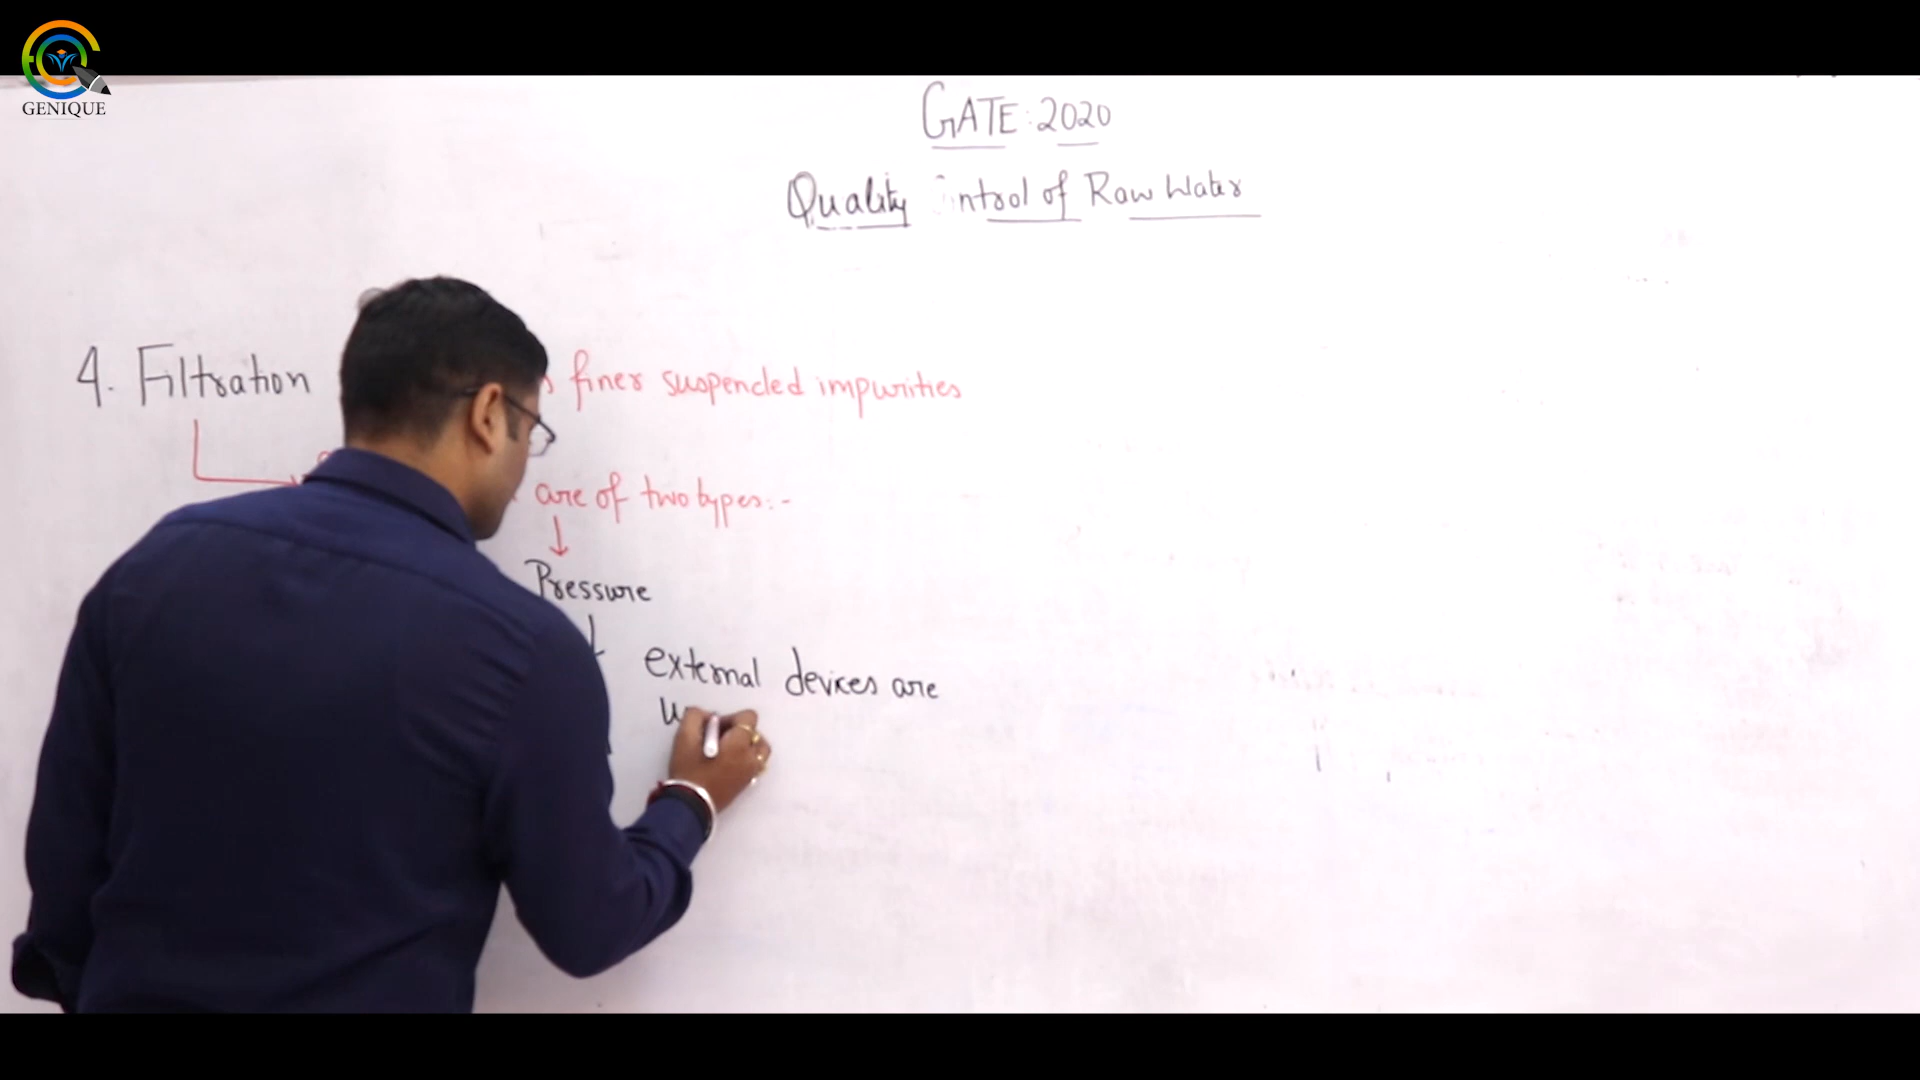 GENIQUE
GATE: 2020
Quality ntrol of Raw Water
4. Filtration finer suspended impurities
are of two types:-
Pressure
external devices are